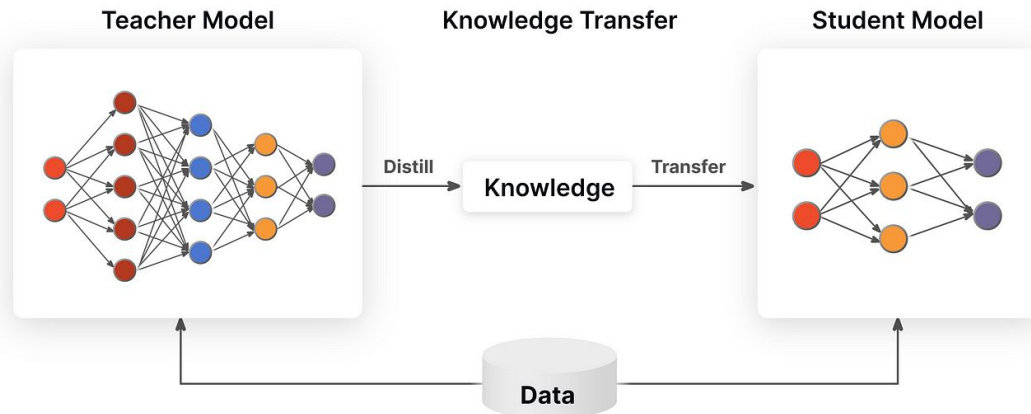 Teacher Model
Knowledge Transfer
Student Model
Distill
Knowledge
Transfer
Data